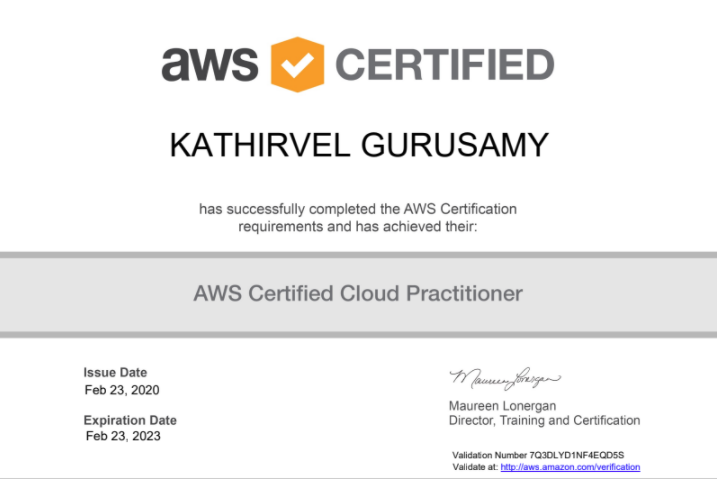 aws CERTIFIED
KATHIRVEL GURUSAMY
has successfully completed the AWS Certification
requirements and has achieved their:
AWS Certified Cloud Practitioner
Issue Date
Feb 23, 2020
Expiration Date
Feb 23, 2023
Maureen Lonergan
Maureen Lonergan
Director, Training and Certification
Validation Number 7Q3DLYD1NF4EQD5S
Validate at: http://aws.amazon.com/verification